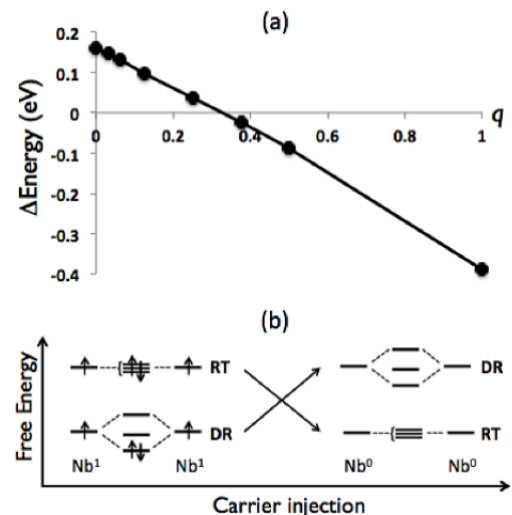 (a)
ΔEnergy (eV)
0.2
0.1
0
-0.1
-0.2
-0.3
-0.4
0 0.2 0.4 0.6 0.8 1
q
(b)
Free Energy
RT
DR
DR
RT
Nb¹ Nb¹ Nb⁰ Nb⁰
Carrier injection